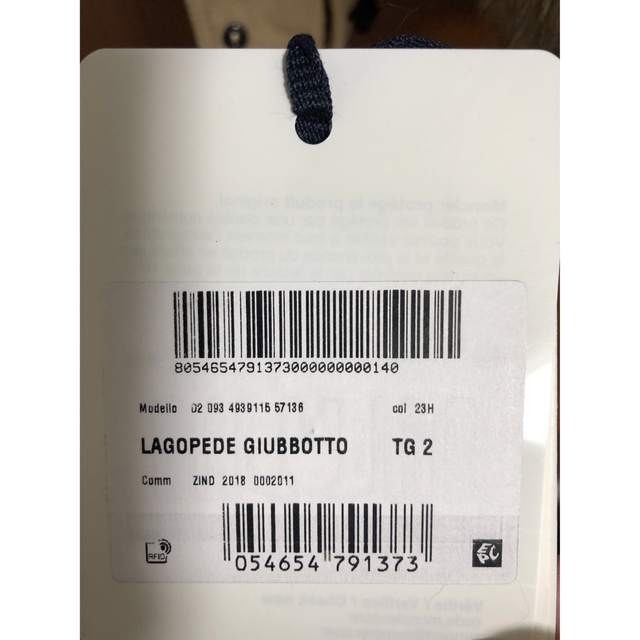 8054654791373000000000140
Modello 02 093 4939115 57136 col 23H
LAGOPEDE GIUBBOTTO TG 2
Comm ZIND 2018 0002011
RFID
054654 791373